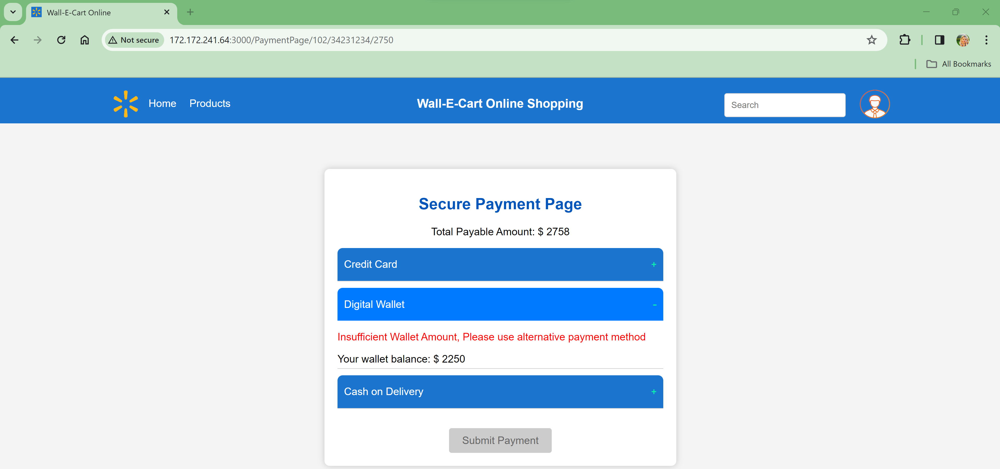 Wall-E-Cart Online
Not secure 172.172.241.64:3000/PaymentPage/102/34231234/2750
All Bookmarks
Home Products Wall-E-Cart Online Shopping Search
Secure Payment Page
Total Payable Amount: $ 2758
Credit Card +
Digital Wallet -
Insufficient Wallet Amount, Please use alternative payment method
Your wallet balance: $ 2250
Cash on Delivery +
Submit Payment